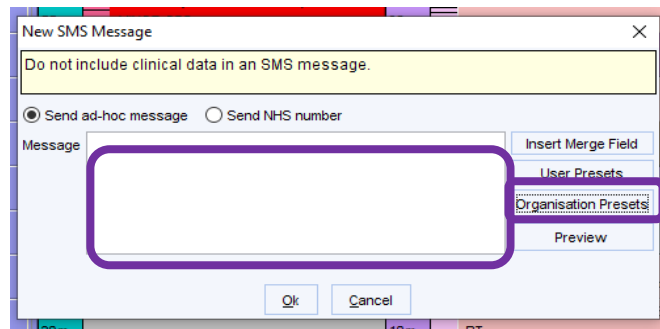 New SMS Message
Do not include clinical data in an SMS message.
Send ad-hoc message Send NHS number
Message
Insert Merge Field
User Presets
Organisation Presets
Preview
Ok Cancel